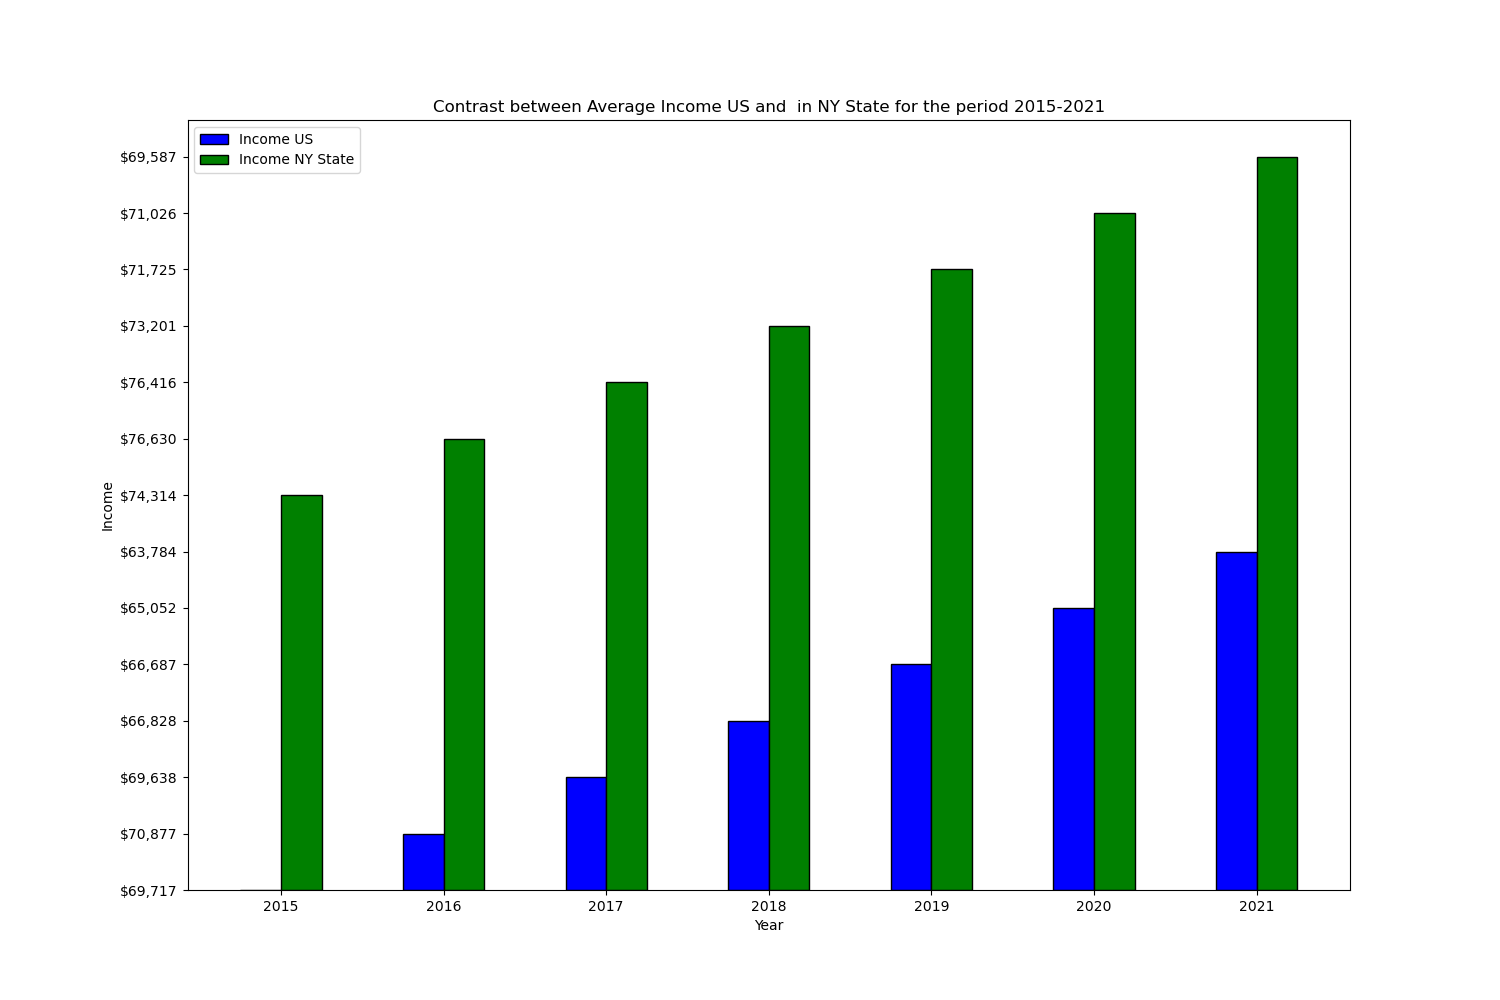 Contrast between Average Income US and  in NY State for the period 2015-2021
Income US
Income NY State
$69,587
$71,026
$71,725
$73,201
$76,416
$76,630
$74,314
$63,784
$65,052
$66,687
$66,828
$69,638
$70,877
$69,717
Income
2015 2016 2017 2018 2019 2020 2021
Year